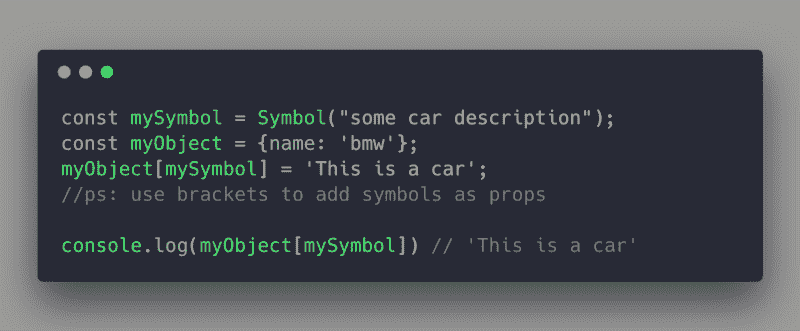 const mySymbol = Symbol("some car description");
const myObject = {name: 'bmw'};
myObject[mySymbol] = 'This is a car';
//ps: use brackets to add symbols as props
console.log(myObject[mySymbol]) // 'This is a car'